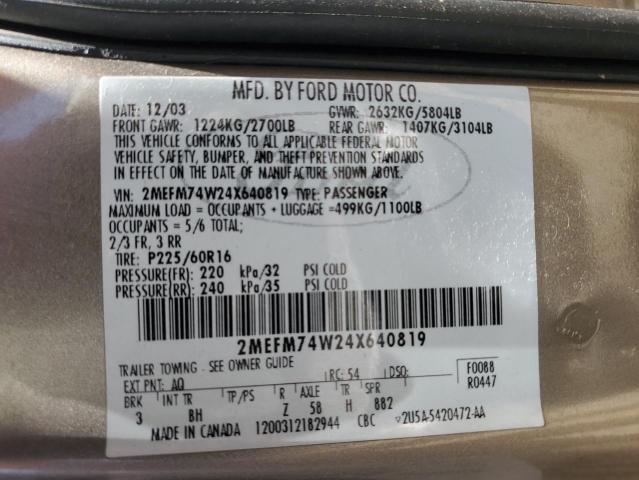 MFD. BY FORD MOTOR CO.
DATE: 12/03 GVWR: 2632KG/5804LB
FRONT GAWR: 1224KG/2700LB REAR GAWR: 1407KG/3104LB
THIS VEHICLE CONFORMS TO ALL APPLICABLE FEDERAL MOTOR
VEHICLE SAFETY, BUMPER, AND THEFT PREVENTION STANDARDS
IN EFFECT ON THE DATE OF MANUFACTURE SHOWN ABOVE.
VIN: 2MEFM74W24X640819 TYPE: PASSENGER
MAXIMUM LOAD = OCCUPANTS + LUGGAGE =499KG/1100LB
OCCUPANTS = 5/6 TOTAL;
2/3 FR, 3 RR
TIRE: P225/60R16
PRESSURE(FR) 220 kPa/32 PSI COLD
PRESSURE(RR) 240 kPa/35 PSI COLD
2MEFM74W24X640819
TRAILER TOWING - SEE OWNER GUIDE
EXT PNT: AQ RC: 54 DSO: F0088
BRK INT TR TP/PS R AXLE TR SPR R0447
3 BH Z 58 H 882
MADE IN CANADA 1200312182944 CBC ▽2U5A-5420472-AA